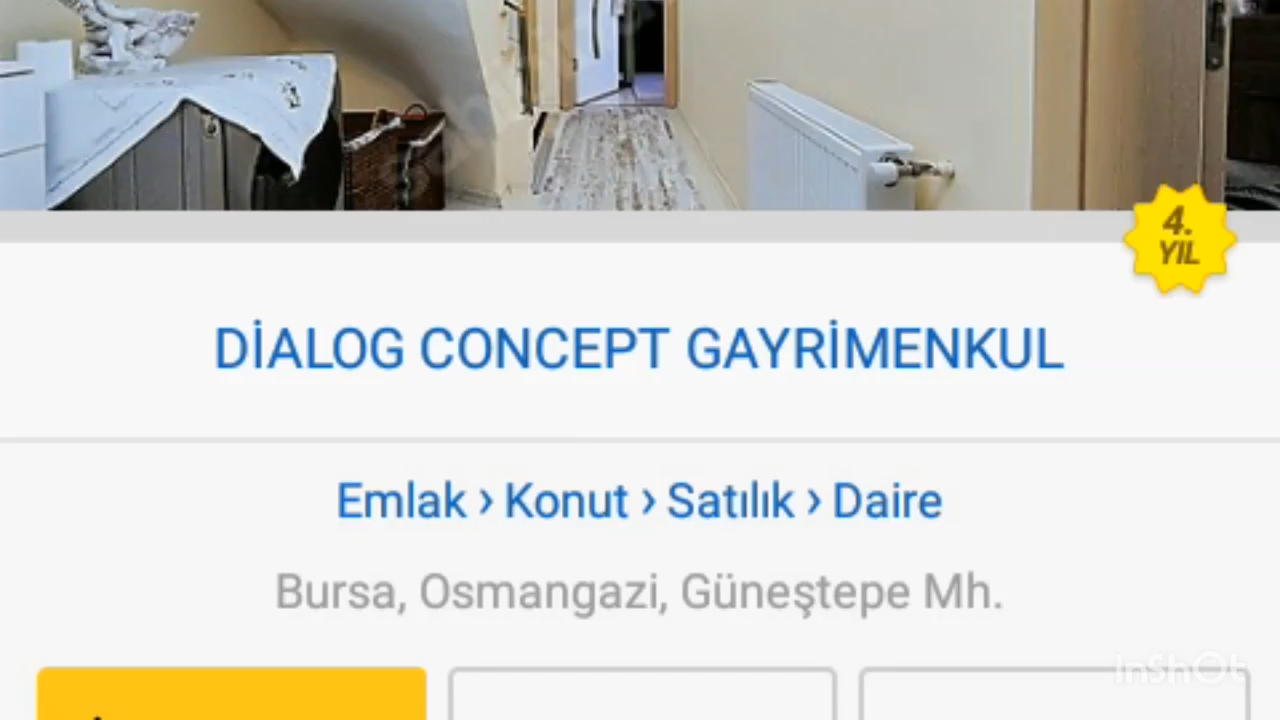 4.
YIL
DİALOG CONCEPT GAYRİMENKUL
Emlak › Konut › Satılık › Daire
Bursa, Osmangazi, Güneştepe Mh.
InShOt